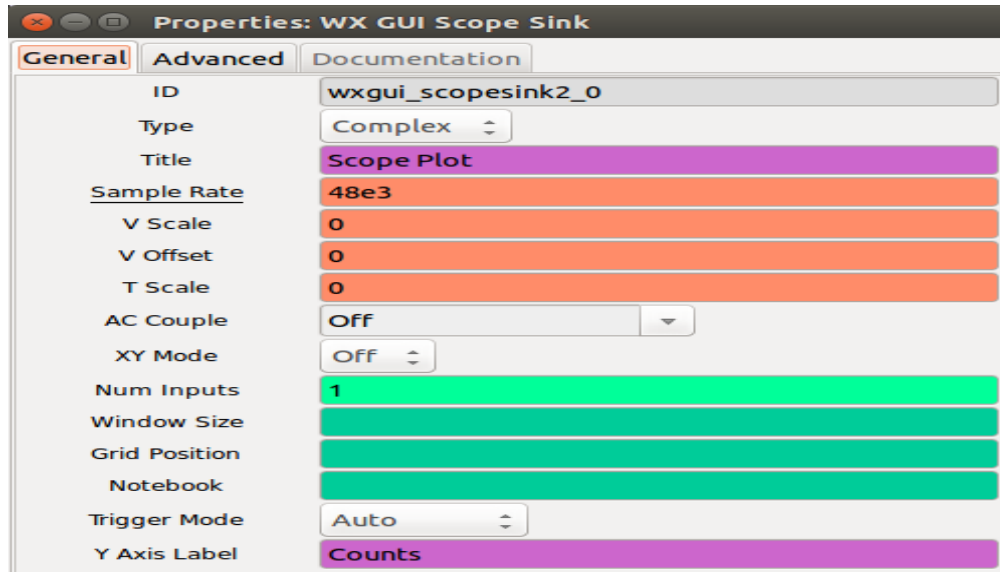 Properties: WX GUI Scope Sink
General Advanced Documentation
ID wxgui_scopesink2_0
Type Complex
Title Scope Plot
Sample Rate 48e3
V Scale 0
V Offset 0
T Scale 0
AC Couple Off
XY Mode Off
Num Inputs 1
Window Size
Grid Position
Notebook
Trigger Mode Auto
Y Axis Label Counts